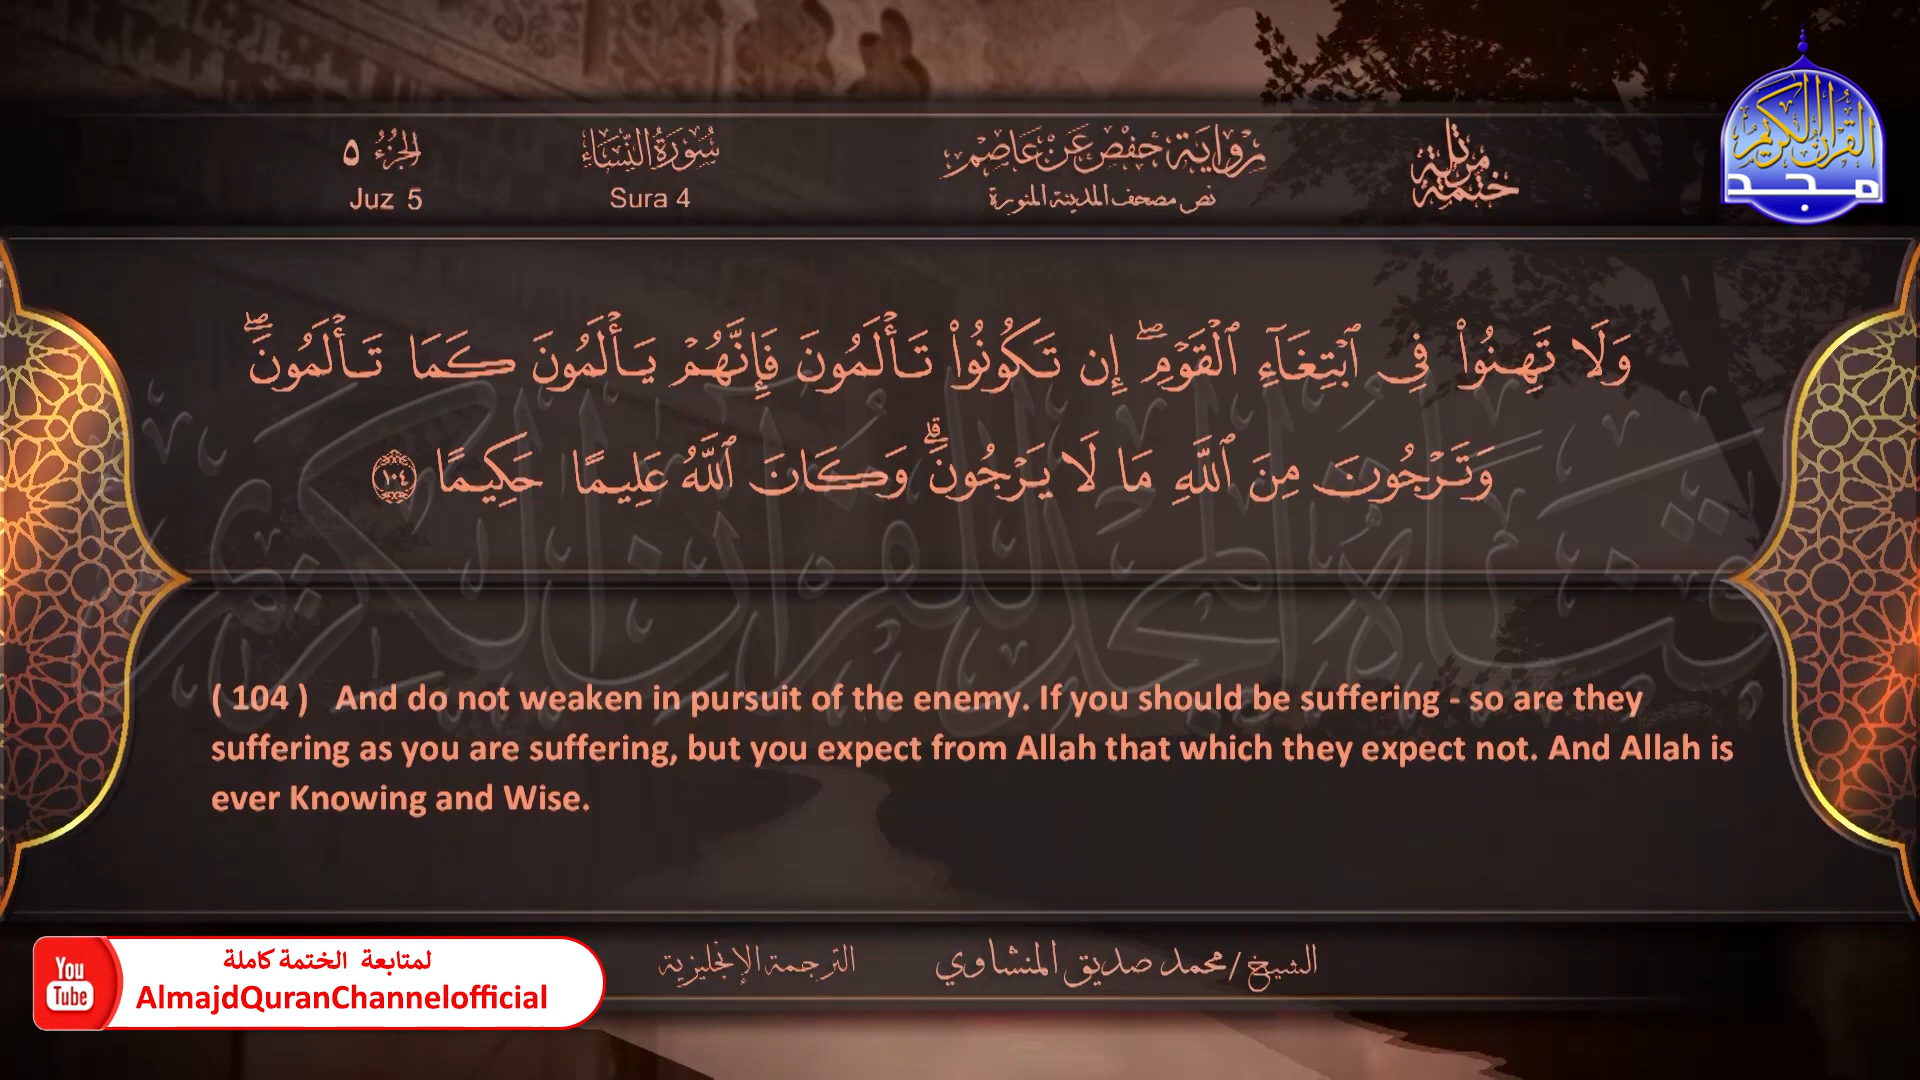 ختمة مرتلة
رواية حفص عن عاصم
نص مصحف المدينة المنورة
سورة النساء
Sura 4
الجزء ٥
Juz 5
القرآن الكريم
مجد
وَلَا تَهِنُوا۟ فِى ٱبْتِغَآءِ ٱلْقَوْمِ ۖ إِن تَكُونُوا۟ تَأْلَمُونَ فَإِنَّهُمْ يَأْلَمُونَ كَمَا تَأْلَمُونَ ۖ
وَتَرْجُونَ مِنَ ٱللَّهِ مَا لَا يَرْجُونَ ۗ وَكَانَ ٱللَّهُ عَلِيمًا حَكِيمًا ١٠٤
قناة المجد للقرآن الكريم
( 104 ) And do not weaken in pursuit of the enemy. If you should be suffering - so are they
suffering as you are suffering, but you expect from Allah that which they expect not. And Allah is
ever Knowing and Wise.
الشيخ / محمد صديق المنشاوي
الترجمة الإنجليزية
لمتابعة الختمة كاملة
AlmajdQuranChannelofficial
You
Tube